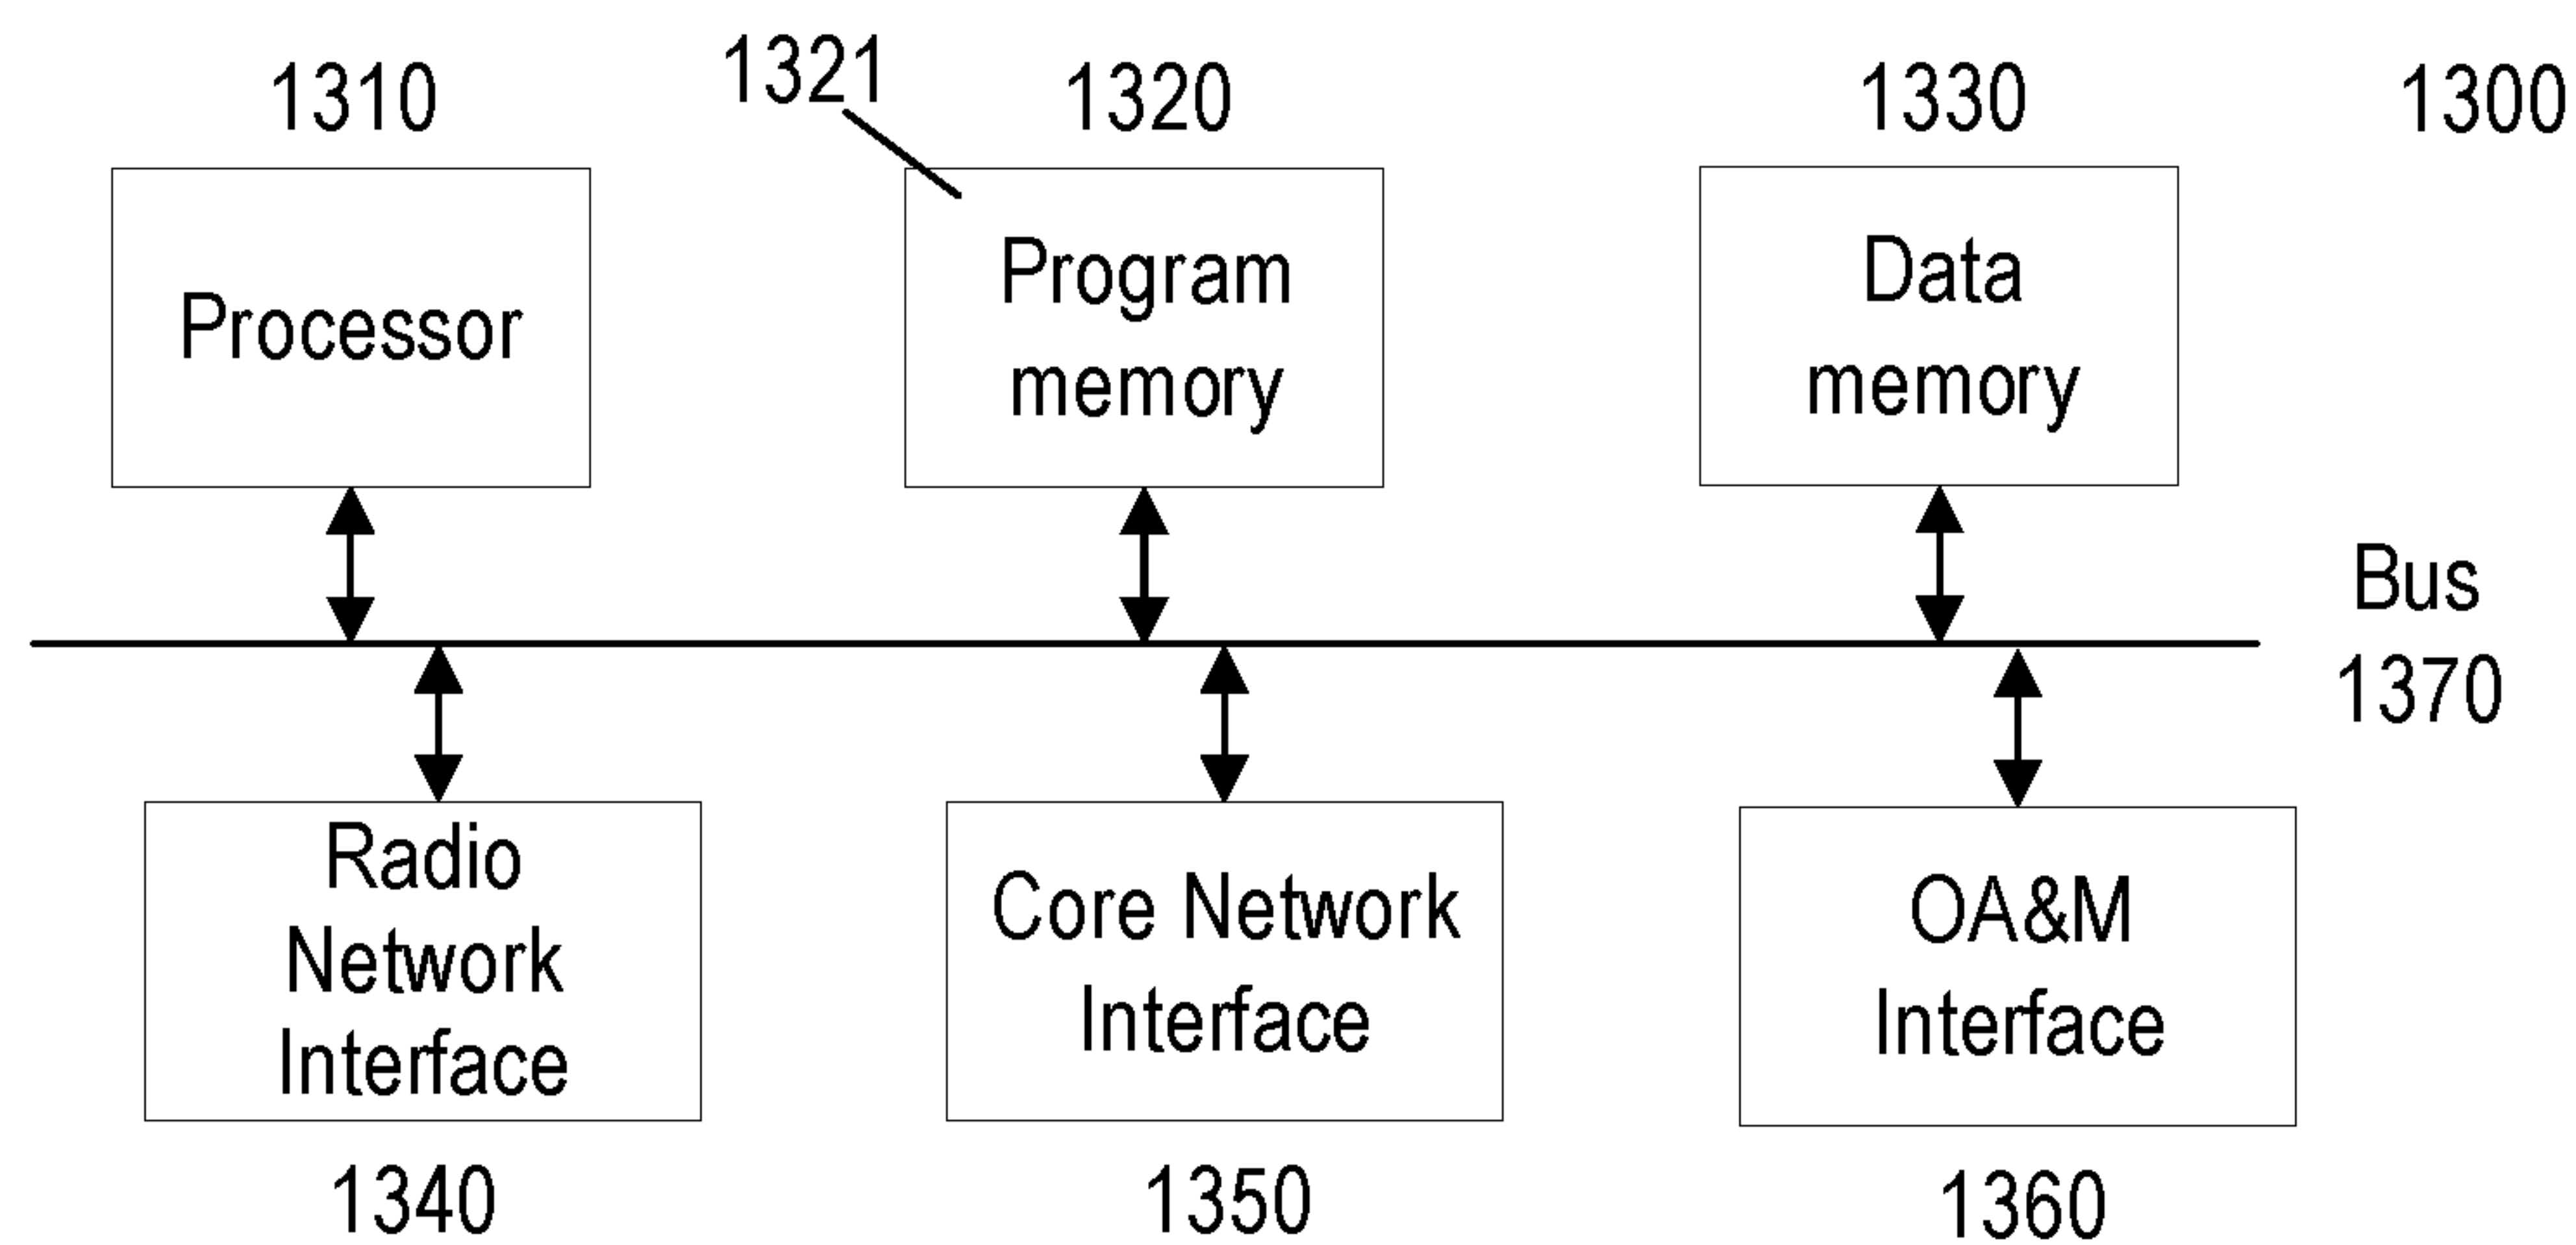 1310
1321
1320
1330
1300
Processor
Program
memory
Data
memory
Bus
1370
Radio
Network
Interface
Core Network
Interface
OA&M
Interface
1340
1350
1360